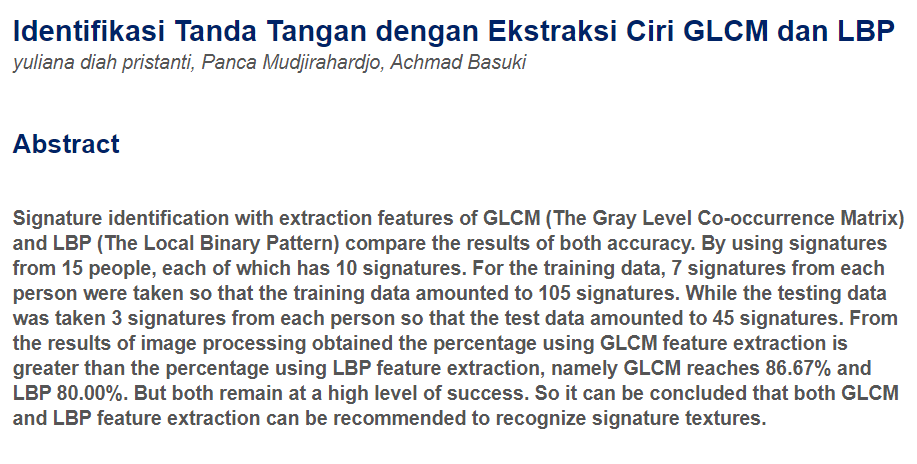 Identifikasi Tanda Tangan dengan Ekstraksi Ciri GLCM dan LBP
yuliana diah pristanti, Panca Mudjirahardjo, Achmad Basuki
Abstract
Signature identification with extraction features of GLCM (The Gray Level Co-occurrence Matrix)
and LBP (The Local Binary Pattern) compare the results of both accuracy. By using signatures
from 15 people, each of which has 10 signatures. For the training data, 7 signatures from each
person were taken so that the training data amounted to 105 signatures. While the testing data
was taken 3 signatures from each person so that the test data amounted to 45 signatures. From
the results of image processing obtained the percentage using GLCM feature extraction is
greater than the percentage using LBP feature extraction, namely GLCM reaches 86.67% and
LBP 80.00%. But both remain at a high level of success. So it can be concluded that both GLCM
and LBP feature extraction can be recommended to recognize signature textures.